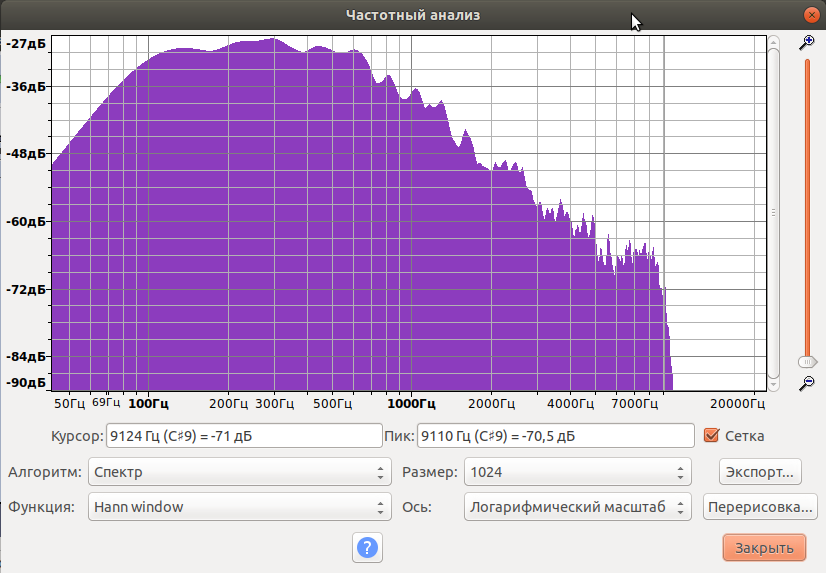 Частотный анализ
-27дБ
-36дБ
-48дБ
-60дБ
-72дБ
-84дБ
-90дБ
50Гц 69Гц 100Гц 200Гц 300Гц 500Гц 1000Гц 2000Гц 4000Гц 7000Гц 20000Гц
Курсор: 9124 Гц (C♯9) = -71 дБ Пик: 9110 Гц (C♯9) = -70,5 дБ Сетка
Алгоритм: Спектр Размер: 1024 Экспорт...
Функция: Hann window Ось: Логарифмический масштаб Перерисовка...
?
Закрыть